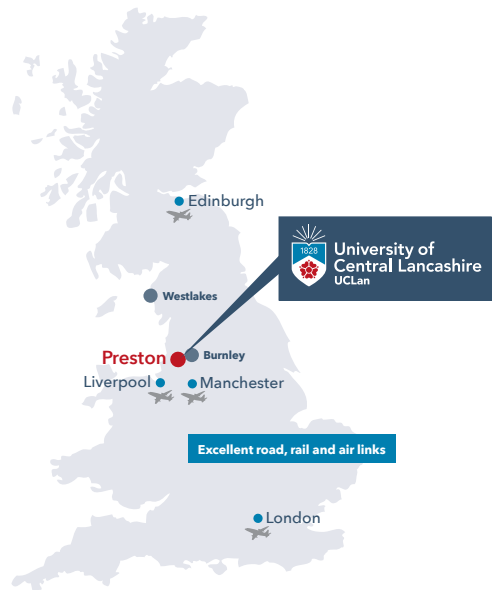 Edinburgh
1828
University of
Central Lancashire
UCLan
Westlakes
Preston
Burnley
Liverpool
Manchester
Excellent road, rail and air links
London